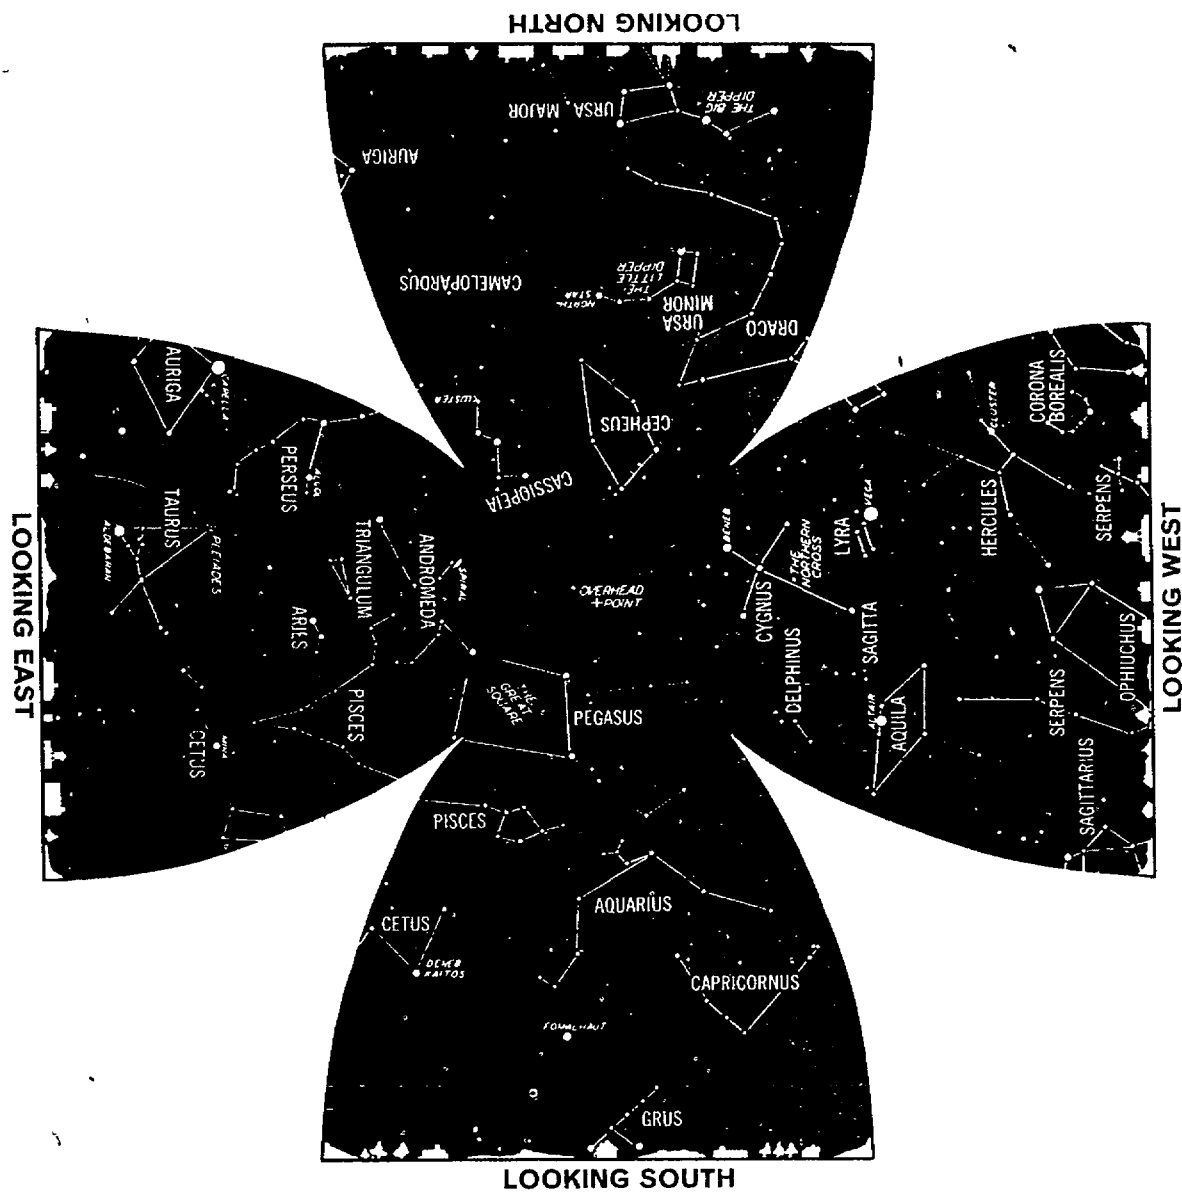 LOOKING NORTH
THE BIG
DIPPER
URSA MAJOR
AURIGA
CAMELOPARDUS
THE
LITTLE
DIPPER
NORTH
STAR
URSA
MINOR
DRACO
CEPHEUS
CASSIOPEIA
LOOKING EAST
AURIGA
CAPELLA
PERSEUS
ALGOL
TAURUS
ALDEBARAN
PLEIADES
TRIANGULUM
ANDROMEDA
SPIRAL
ARIES
PISCES
CETUS
MIRA
OVERHEAD
+POINT
THE
GREAT
SQUARE
PEGASUS
LOOKING WEST
CORONA
BOREALIS
CLUSTER
HERCULES
SERPENS
VEGA
LYRA
DENEB
THE
NORTHERN
CROSS
CYGNUS
SAGITTA
DELPHINUS
ALTAIR
AQUILA
OPHIUCHUS
SERPENS
SAGITTARIUS
PISCES
AQUARIUS
CETUS
DENEB
KAITOS
CAPRICORNUS
FOMALHAUT
GRUS
LOOKING SOUTH